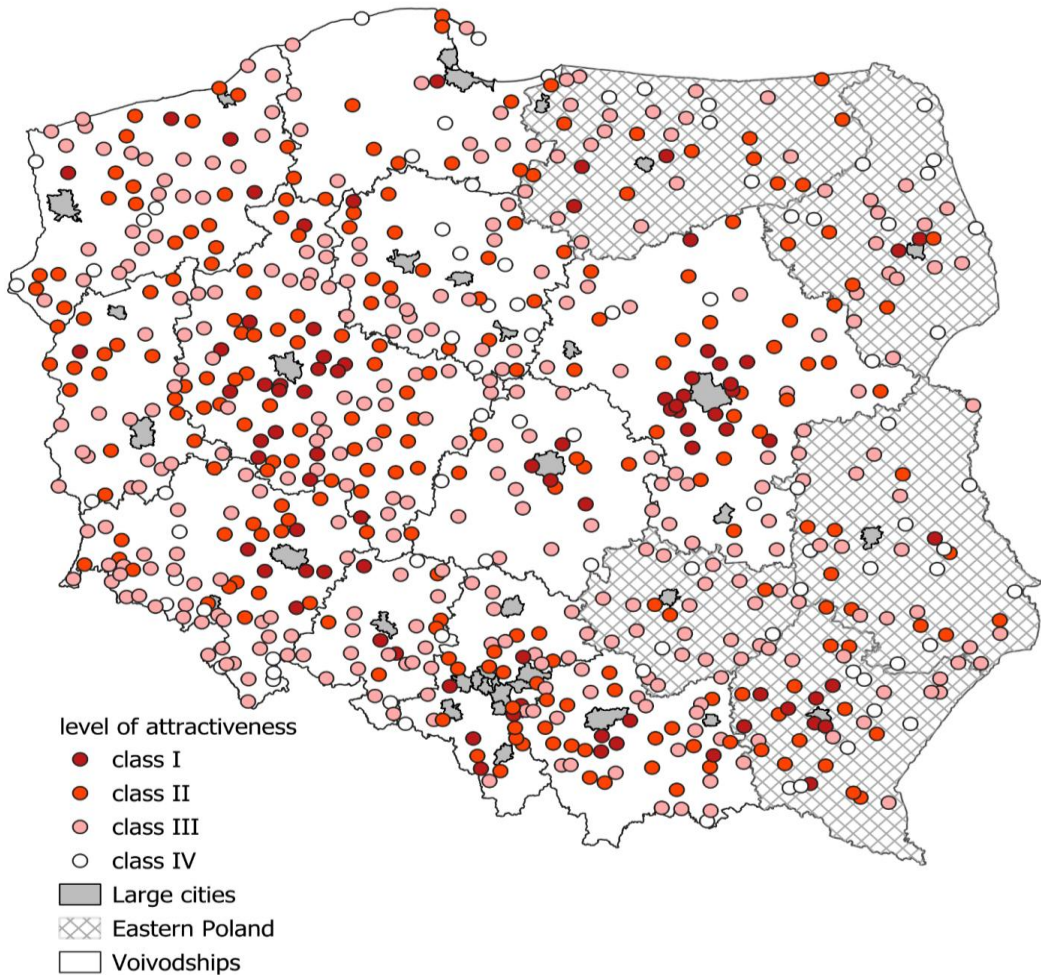 level of attractiveness
class I
class II
class III
class IV
Large cities
Eastern Poland
Voivodships